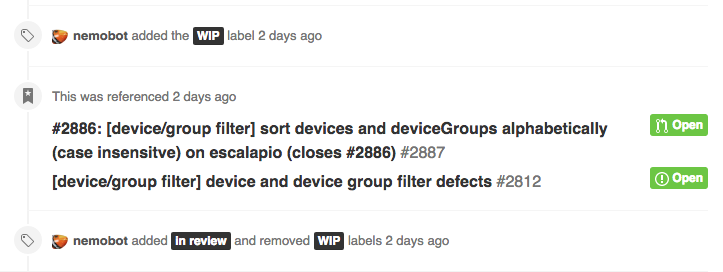 nemobot added the WIP label 2 days ago
This was referenced 2 days ago
#2886: [device/group filter] sort devices and deviceGroups alphabetically Open
(case insensitve) on escalapio (closes #2886) #2887
[device/group filter] device and device group filter defects #2812 Open
nemobot added in review and removed WIP labels 2 days ago